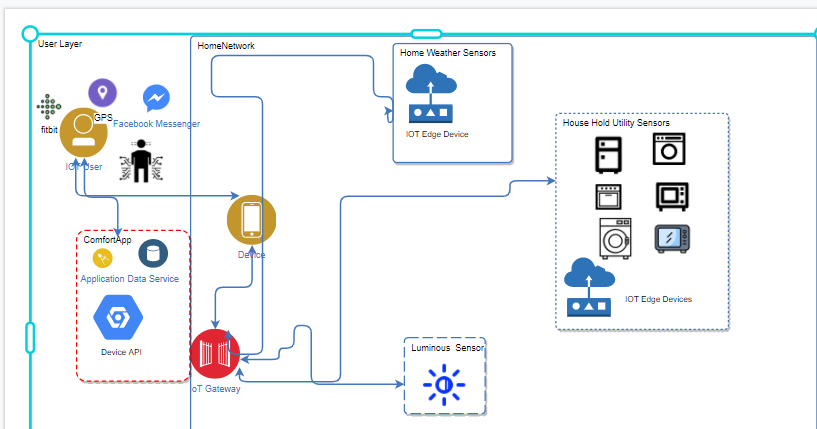 User Layer
HomeNetwork
Home Weather Sensors
GPS
fitbit
Facebook Messenger
IOT Edge Device
House Hold Utility Sensors
IOT User
ComfortApp
Device
Application Data Service
IOT Edge Devices
Device API
Luminous Sensor
oT Gateway